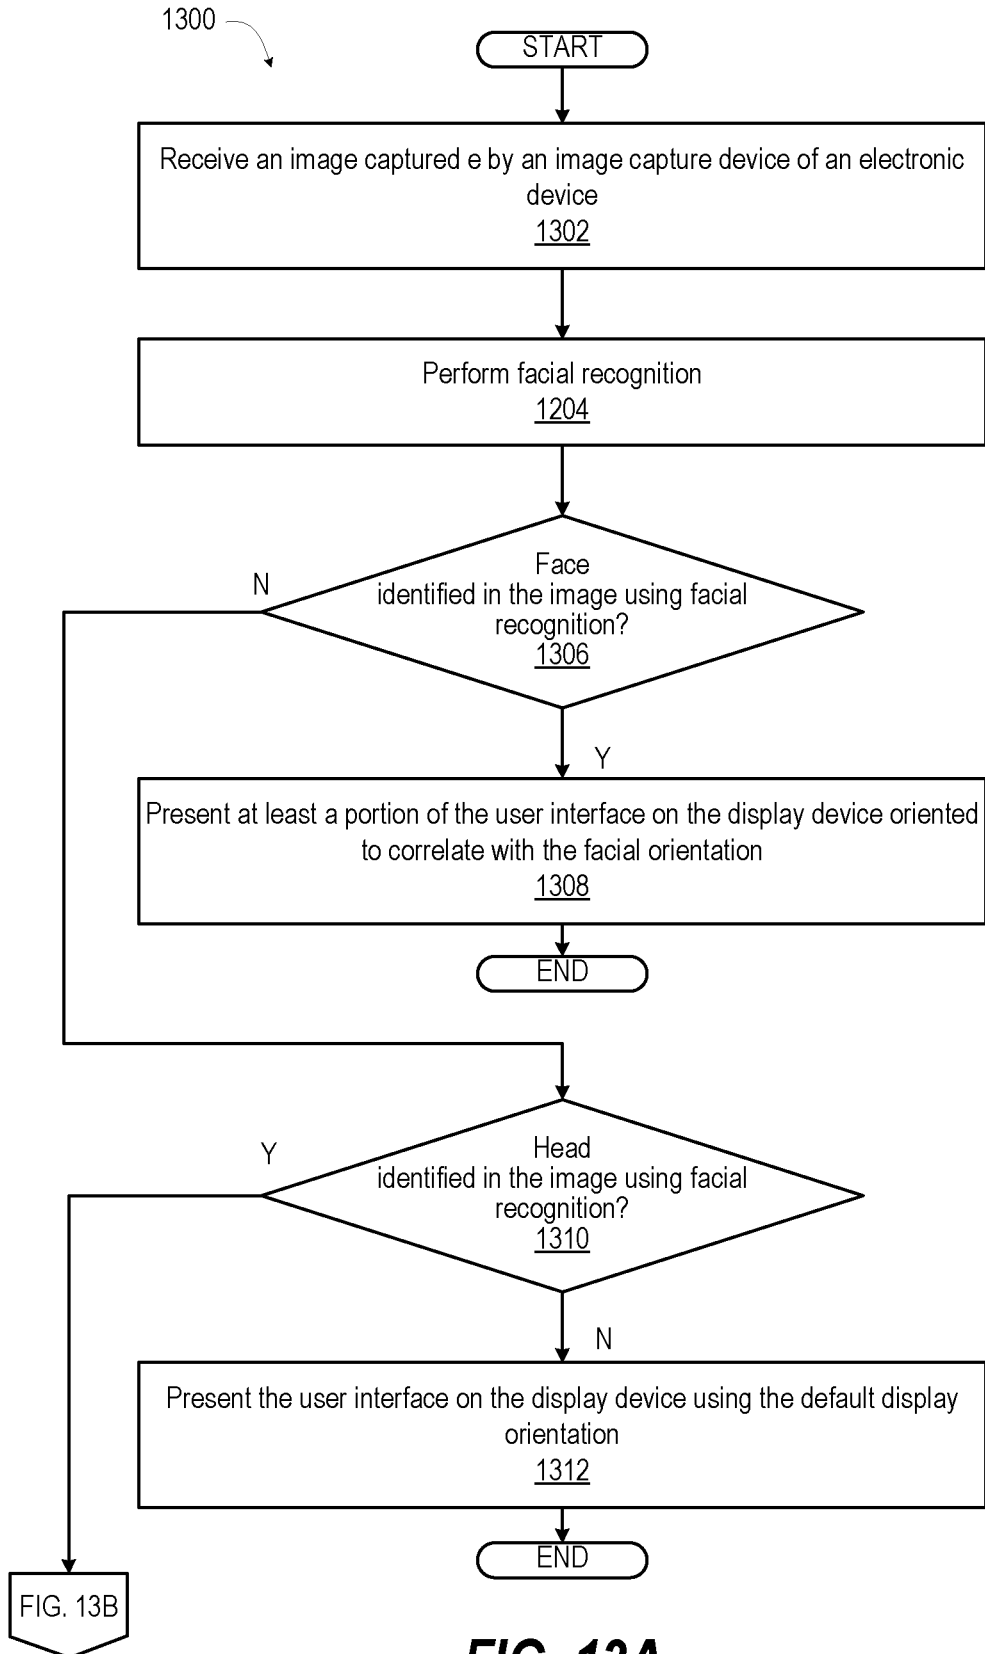 1300
START
Receive an image captured e by an image capture device of an electronic
device
1302
Perform facial recognition
1204
Face
identified in the image using facial
recognition?
1306
N
Y
Present at least a portion of the user interface on the display device oriented
to correlate with the facial orientation
1308
END
Head
identified in the image using facial
recognition?
1310
Y
N
Present the user interface on the display device using the default display
orientation
1312
END
FIG. 13B
FIG. 13A